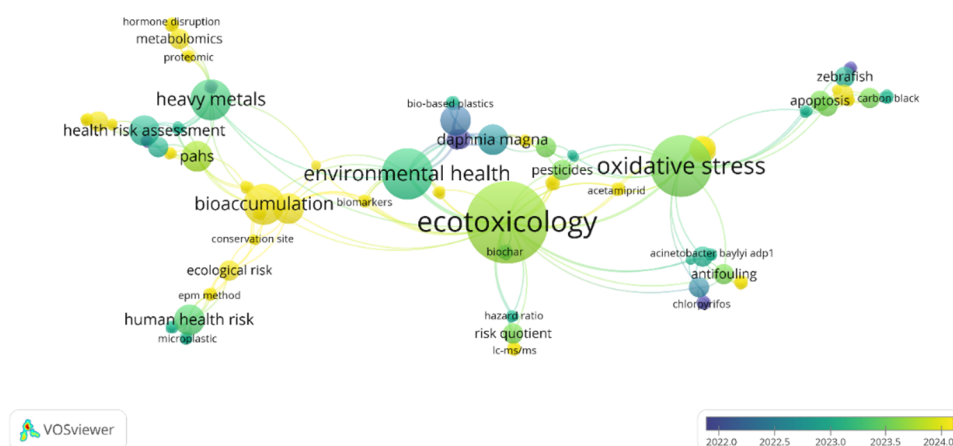 hormone disruption
metabolomics
proteomic
heavy metals
health risk assessment
pahs
bioaccumulation
biomarkers
conservation site
ecological risk
epm method
human health risk
microplastic
bio-based plastics
daphnia magna
environmental health
pesticides
oxidative stress
acetamiprid
ecotoxicology
biochar
hazard ratio
risk quotient
lc-ms/ms
zebrafish
apoptosis
carbon black
acinetobacter baylyi adp1
antifouling
chlorpyrifos
VOSviewer
2022.0 2022.5 2023.0 2023.5 2024.0